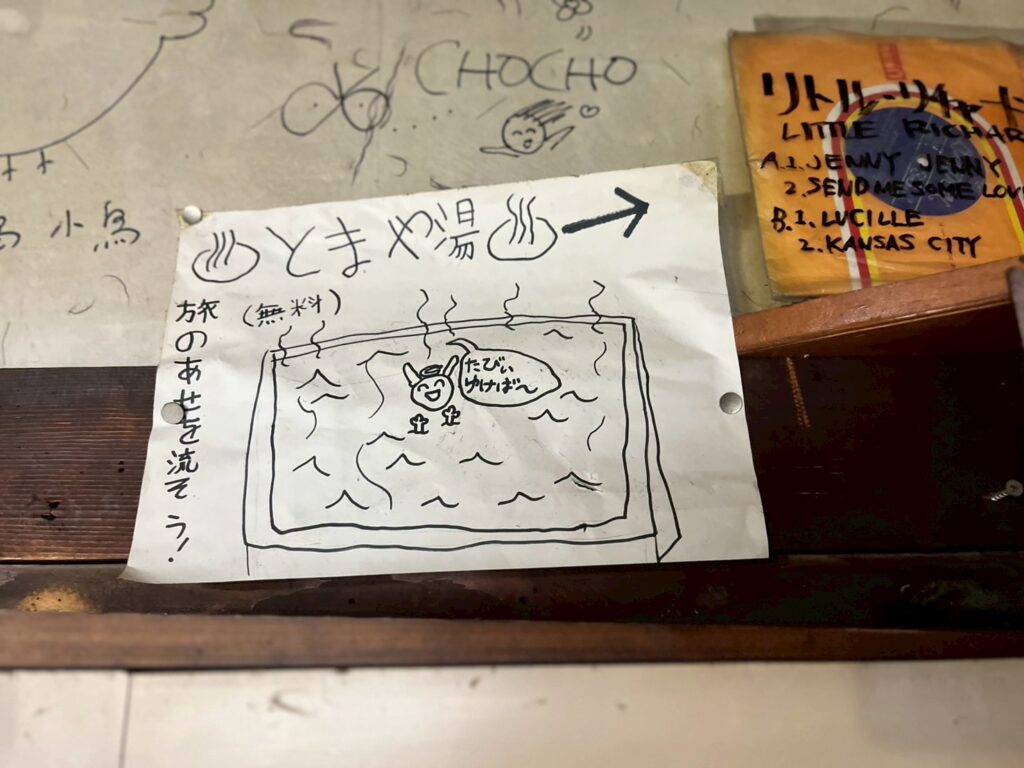 CHOCHO
小鳥
♨とまや湯♨→
(無料)
旅のあせを流そう!
たびぃ
ゆけば〜
リトル・リチャード
LITTLE RICHAR
A.1. JENNY JENNY
2. SEND ME SOME LOV
B.1. LUCILLE
2. KANSAS CITY